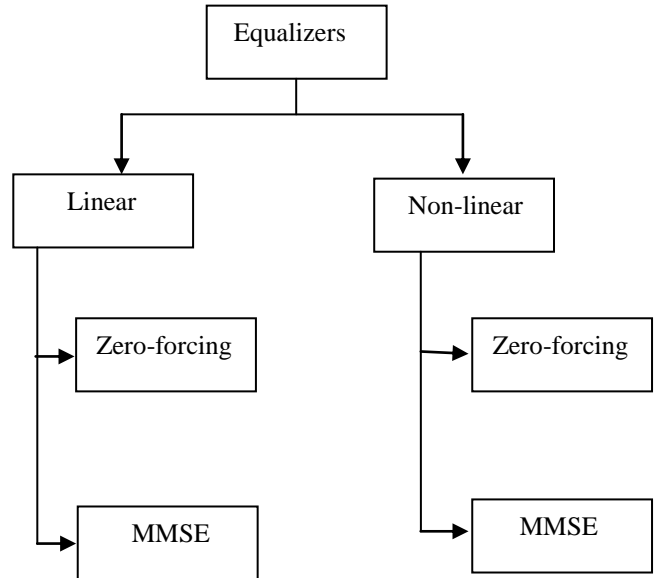 Equalizers
Linear
Non-linear
Zero-forcing
Zero-forcing
MMSE
MMSE